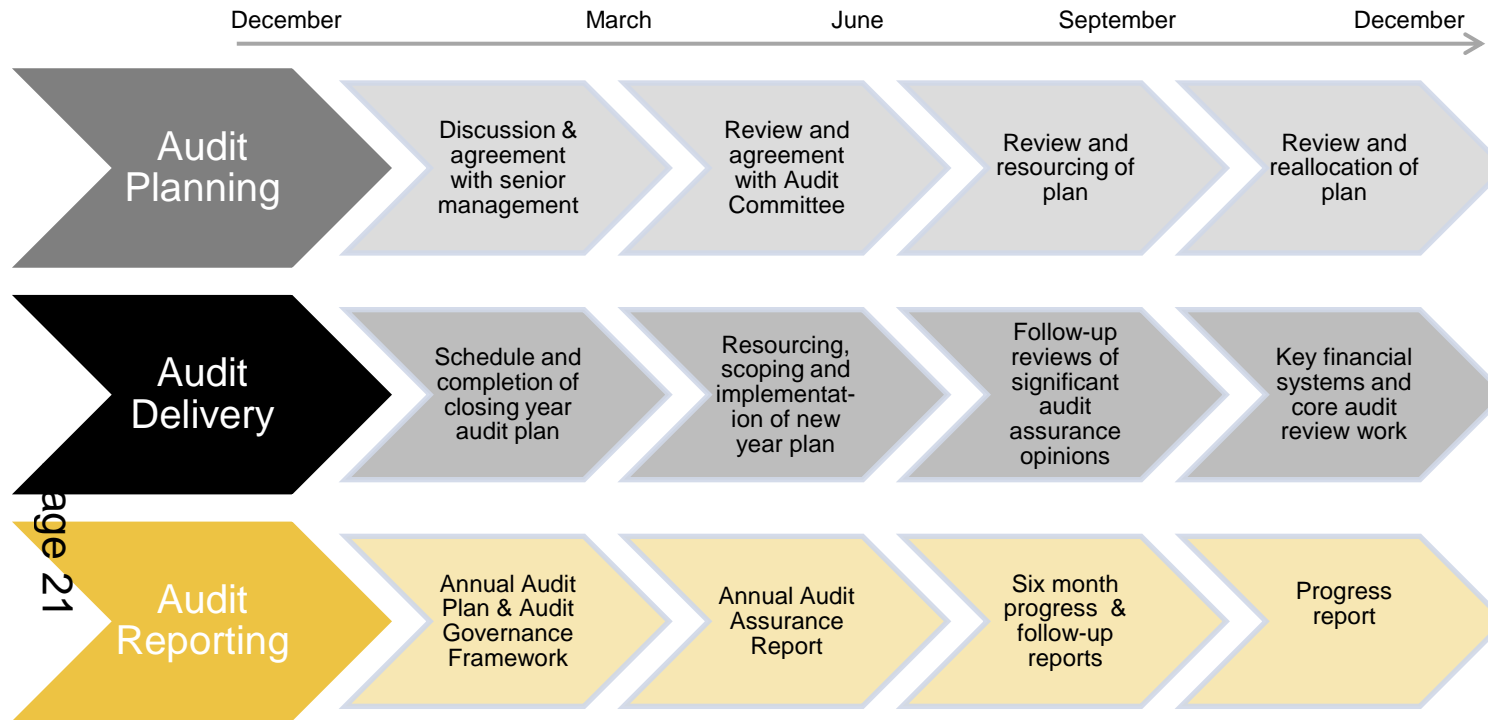 December March June September December
Audit
Planning
Discussion &
agreement
with senior
management
Review and
agreement
with Audit
Committee
Review and
resourcing of
plan
Review and
reallocation of
plan
Audit
Delivery
Schedule and
completion of
closing year
audit plan
Resourcing,
scoping and
implementat-
ion of new
year plan
Follow-up
reviews of
significant
audit
assurance
opinions
Key financial
systems and
core audit
review work
age 21
Audit
Reporting
Annual Audit
Plan & Audit
Governance
Framework
Annual Audit
Assurance
Report
Six month
progress &
follow-up
reports
Progress
report